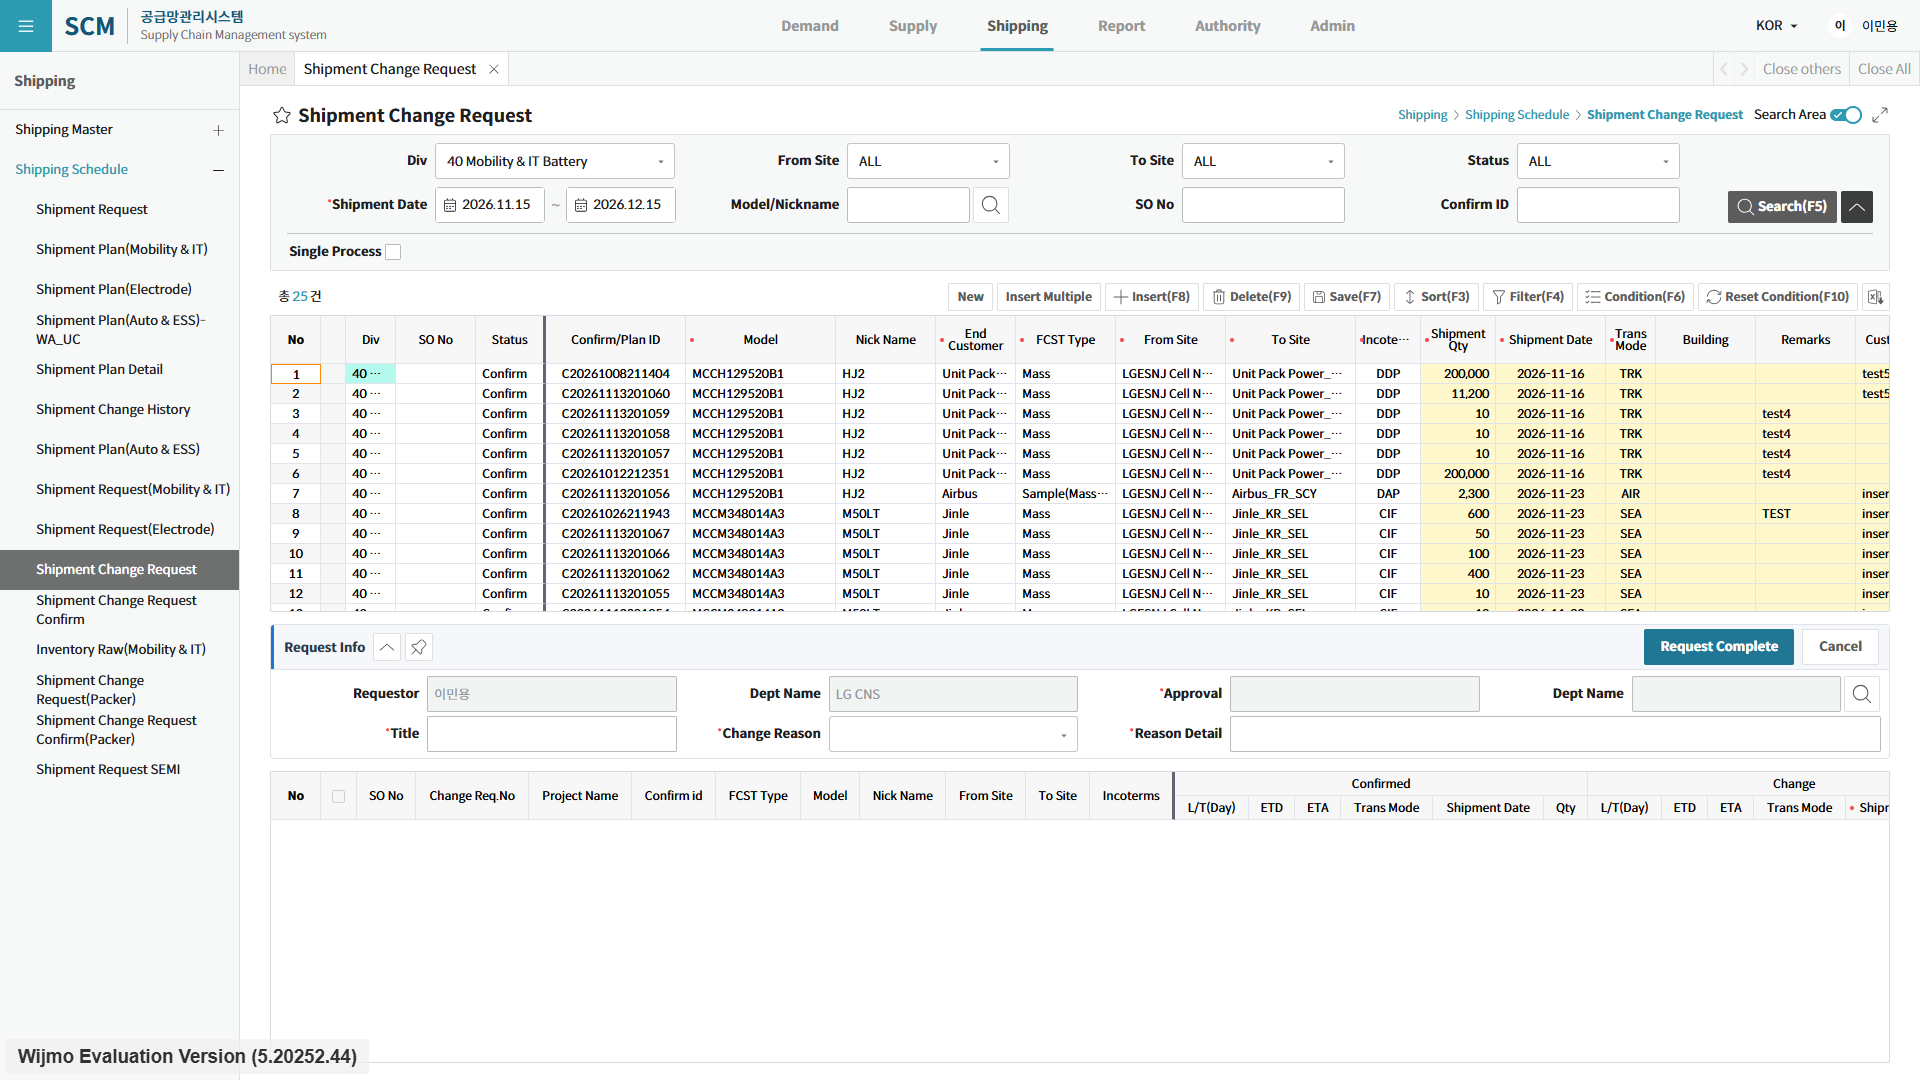 SCM 공급망관리시스템
Supply Chain Management system
Demand Supply Shipping Report Authority Admin
KOR 이 이민용
Shipping
Home Shipment Change Request
Close others Close All
Shipping Master
Shipping Schedule
Shipment Request
Shipment Plan(Mobility & IT)
Shipment Plan(Electrode)
Shipment Plan(Auto & ESS)-
WA_UC
Shipment Plan Detail
Shipment Change History
Shipment Plan(Auto & ESS)
Shipment Request(Mobility & IT)
Shipment Request(Electrode)
Shipment Change Request
Shipment Change Request
Confirm
Inventory Raw(Mobility & IT)
Shipment Change
Request(Packer)
Shipment Change Request
Confirm(Packer)
Shipment Request SEMI
Shipment Change Request
Shipping > Shipping Schedule > Shipment Change Request Search Area
Div 40 Mobility & IT Battery From Site ALL To Site ALL Status ALL
*Shipment Date 2026.11.15 ~ 2026.12.15 Model/Nickname SO No Confirm ID Search(F5)
Single Process
총 25 건
New Insert Multiple Insert(F8) Delete(F9) Save(F7) Sort(F3) Filter(F4) Condition(F6) Reset Condition(F10)
No Div SO No Status Confirm/Plan ID Model Nick Name End Customer FCST Type From Site To Site Incote··· Shipment Qty Shipment Date Trans Mode Building Remarks Cust
1 40 ··· Confirm C20261008211404 MCCH129520B1 HJ2 Unit Pack··· Mass LGESNJ Cell N··· Unit Pack Power_··· DDP 200,000 2026-11-16 TRK test5
2 40 ··· Confirm C20261113201060 MCCH129520B1 HJ2 Unit Pack··· Mass LGESNJ Cell N··· Unit Pack Power_··· DDP 11,200 2026-11-16 TRK test5
3 40 ··· Confirm C20261113201059 MCCH129520B1 HJ2 Unit Pack··· Mass LGESNJ Cell N··· Unit Pack Power_··· DDP 10 2026-11-16 TRK test4
4 40 ··· Confirm C20261113201058 MCCH129520B1 HJ2 Unit Pack··· Mass LGESNJ Cell N··· Unit Pack Power_··· DDP 10 2026-11-16 TRK test4
5 40 ··· Confirm C20261113201057 MCCH129520B1 HJ2 Unit Pack··· Mass LGESNJ Cell N··· Unit Pack Power_··· DDP 10 2026-11-16 TRK test4
6 40 ··· Confirm C20261012212351 MCCH129520B1 HJ2 Unit Pack··· Mass LGESNJ Cell N··· Unit Pack Power_··· DDP 200,000 2026-11-16 TRK test4
7 40 ··· Confirm C20261113201056 MCCH129520B1 HJ2 Airbus Sample(Mass··· LGESNJ Cell N··· Airbus_FR_SCY DAP 2,300 2026-11-23 AIR inser
8 40 ··· Confirm C20261026211943 MCCM348014A3 M50LT Jinle Mass LGESNJ Cell N··· Jinle_KR_SEL CIF 600 2026-11-23 SEA TEST inser
9 40 ··· Confirm C20261113201067 MCCM348014A3 M50LT Jinle Mass LGESNJ Cell N··· Jinle_KR_SEL CIF 50 2026-11-23 SEA inser
10 40 ··· Confirm C20261113201066 MCCM348014A3 M50LT Jinle Mass LGESNJ Cell N··· Jinle_KR_SEL CIF 100 2026-11-23 SEA inser
11 40 ··· Confirm C20261113201062 MCCM348014A3 M50LT Jinle Mass LGESNJ Cell N··· Jinle_KR_SEL CIF 400 2026-11-23 SEA inser
12 40 ··· Confirm C20261113201055 MCCM348014A3 M50LT Jinle Mass LGESNJ Cell N··· Jinle_KR_SEL CIF 10 2026-11-23 SEA inser
Request Info Request Complete Cancel
Requestor 이민용 Dept Name LG CNS *Approval Dept Name
*Title *Change Reason *Reason Detail
No SO No Change Req.No Project Name Confirm id FCST Type Model Nick Name From Site To Site Incoterms
Confirmed Change
L/T(Day) ETD ETA Trans Mode Shipment Date Qty L/T(Day) ETD ETA Trans Mode Shipr
Wijmo Evaluation Version (5.20252.44)